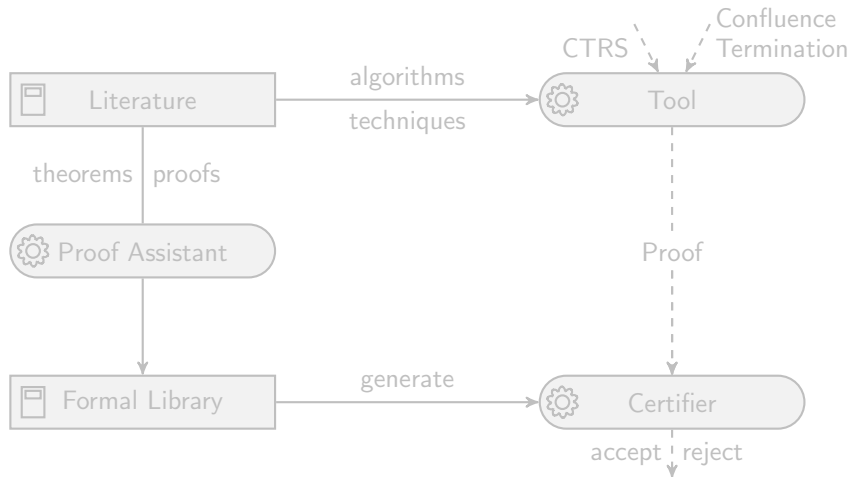 Confluence
CTRS
Termination
Literature
algorithms
techniques
Tool
theorems proofs
Proof Assistant
Proof
Formal Library
generate
Certifier
accept reject